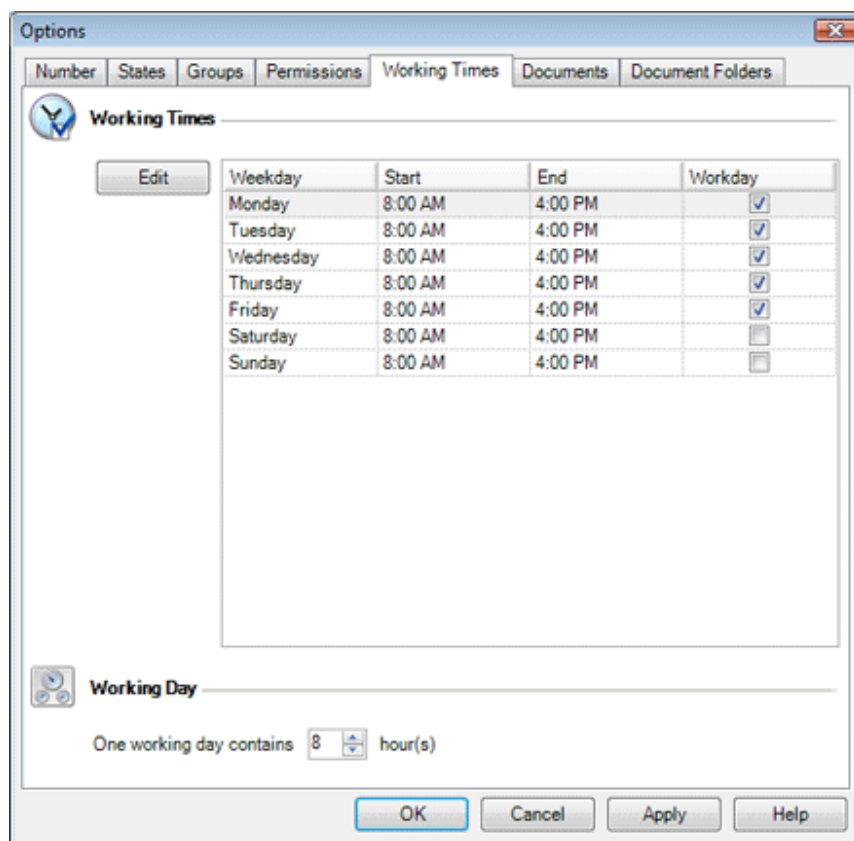 Options
Number States Groups Permissions Working Times Documents Document Folders
Working Times
Edit Weekday Start End Workday
Monday 8:00 AM 4:00 PM
Tuesday 8:00 AM 4:00 PM
Wednesday 8:00 AM 4:00 PM
Thursday 8:00 AM 4:00 PM
Friday 8:00 AM 4:00 PM
Saturday 8:00 AM 4:00 PM
Sunday 8:00 AM 4:00 PM
Working Day
One working day contains 8 hour(s)
OK Cancel Apply Help